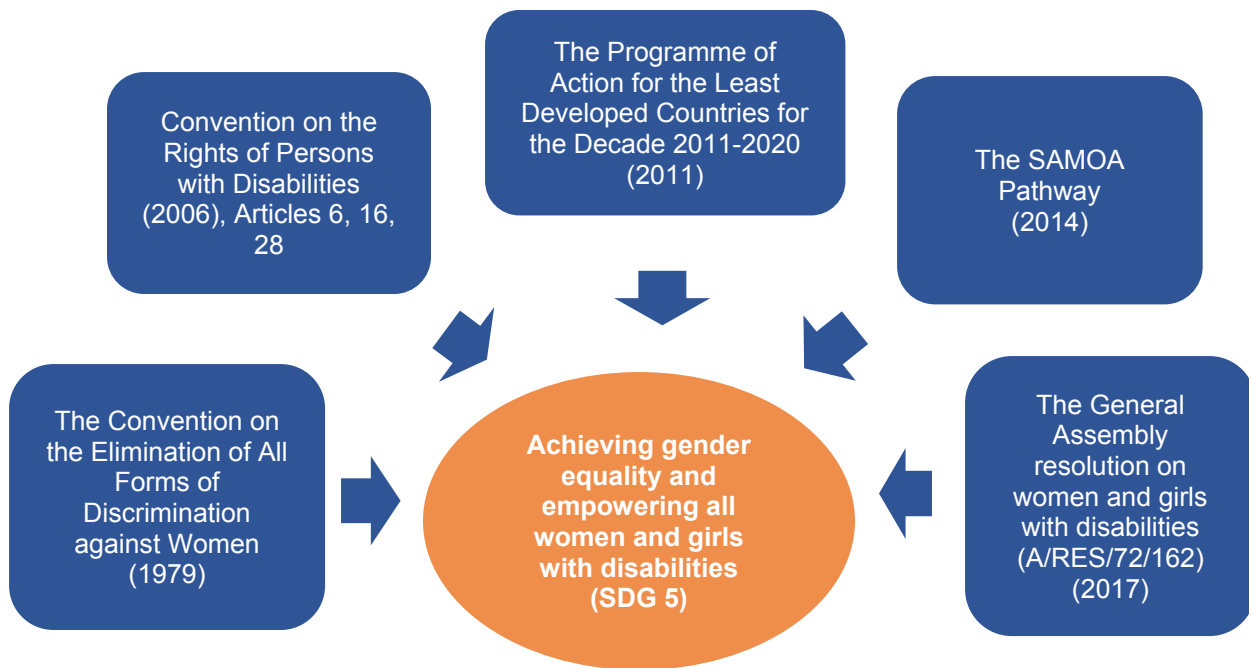 The Programme of
Action for the Least
Developed Countries for
the Decade 2011-2020
(2011)
Convention on the
Rights of Persons
with Disabilities
(2006), Articles 6, 16,
28
The SAMOA
Pathway
(2014)
The Convention on
the Elimination of All
Forms of
Discrimination
against Women
(1979)
Achieving gender
equality and
empowering all
women and girls
with disabilities
(SDG 5)
The General
Assembly
resolution on
women and girls
with disabilities
(A/RES/72/162)
(2017)